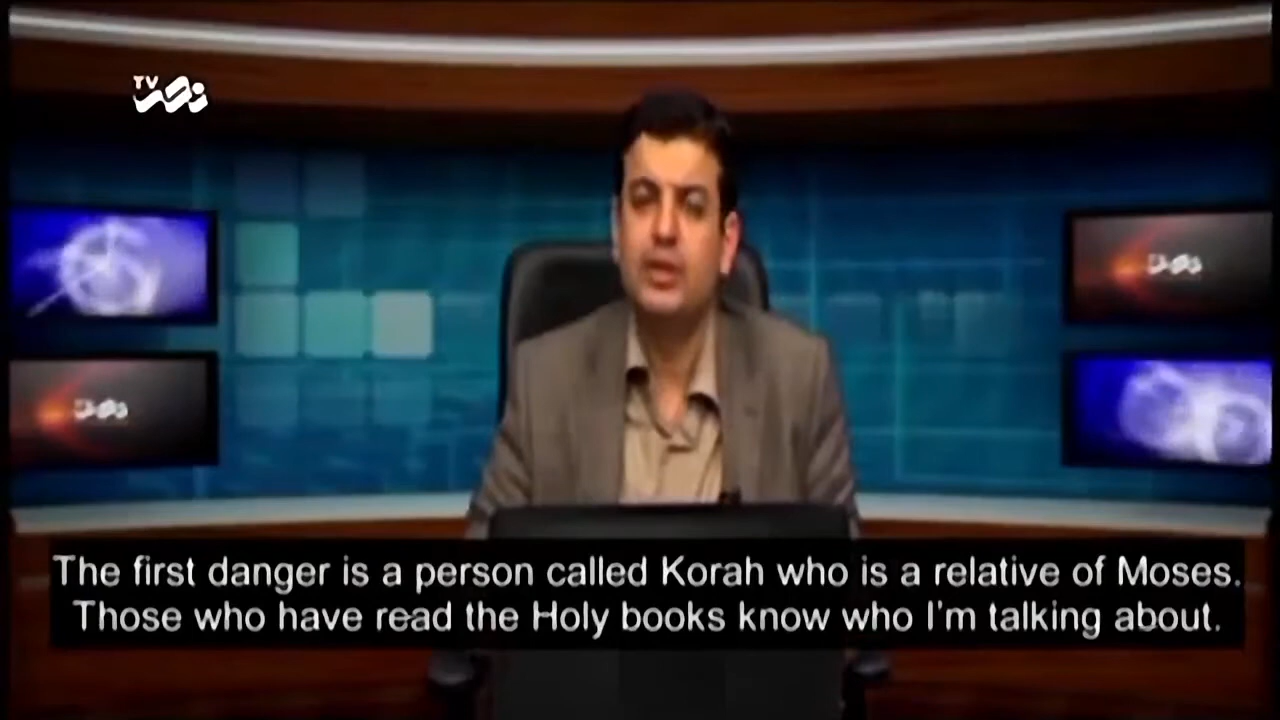 TV
The first danger is a person called Korah who is a relative of Moses.
Those who have read the Holy books know who I'm talking about.